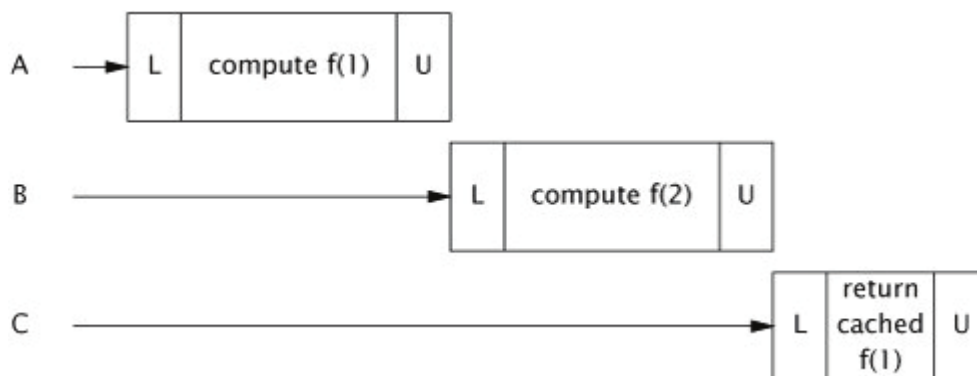 A L compute f(1) U
B L compute f(2) U
C L return cached f(1) U